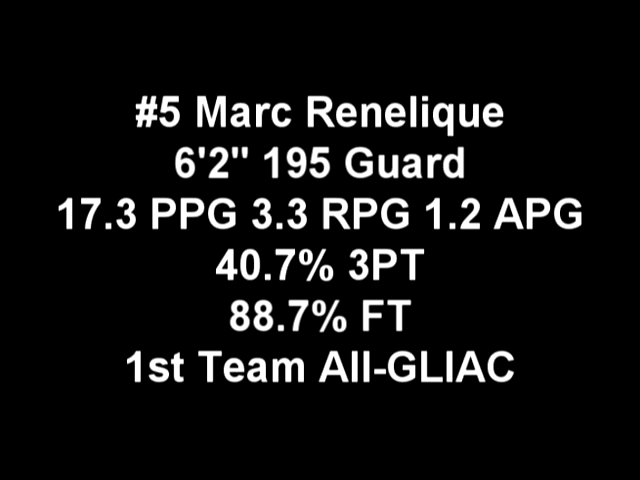 #5 Marc Renelique
6'2" 195 Guard
17.3 PPG 3.3 RPG 1.2 APG
40.7% 3PT
88.7% FT
1st Team All-GLIAC